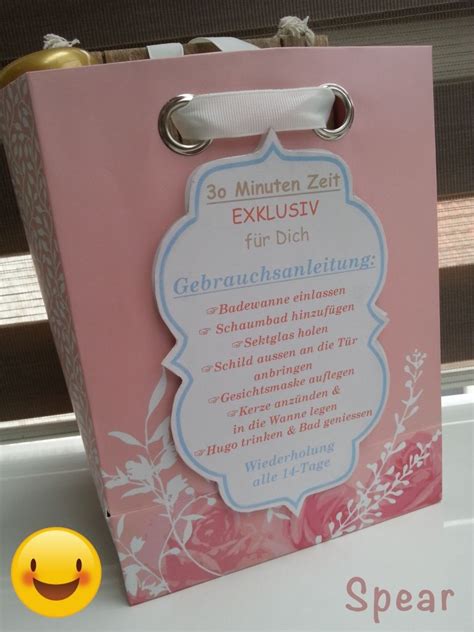 3o Minuten Zeit
EXKLUSIV
für Dich
Gebrauchsanleitung:
☞Badewanne einlassen
☞ Schaumbad hinzufügen
☞Sektglas holen
☞Schild aussen an die Tür
anbringen
☞Gesichtsmaske auflegen
☞Kerze anzünden &
in die Wanne legen
☞Hugo trinken & Bad geniessen
Wiederholung
alle 14-Tage
Spear